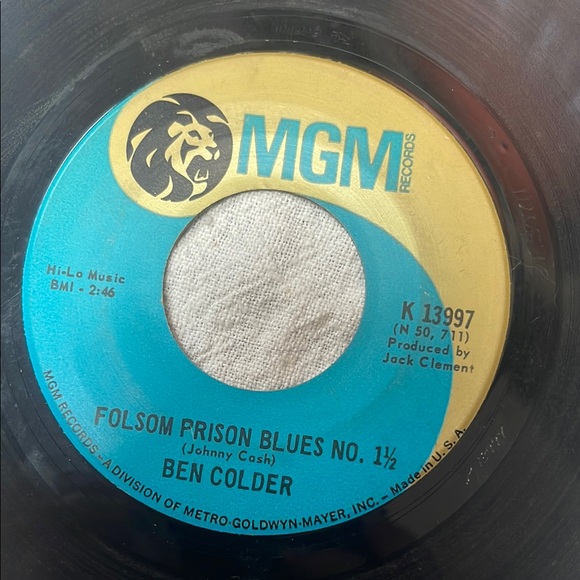 MGM
RECORDS
Hi-Lo Music
BMI - 2:46
K 13997
(N 50, 711)
Produced by
Jack Clement
FOLSOM PRISON BLUES NO. 1½
(Johnny Cash)
BEN COLDER
MGM RECORDS - A DIVISION OF METRO-GOLDWYN-MAYER, INC. - Made in U. S. A.